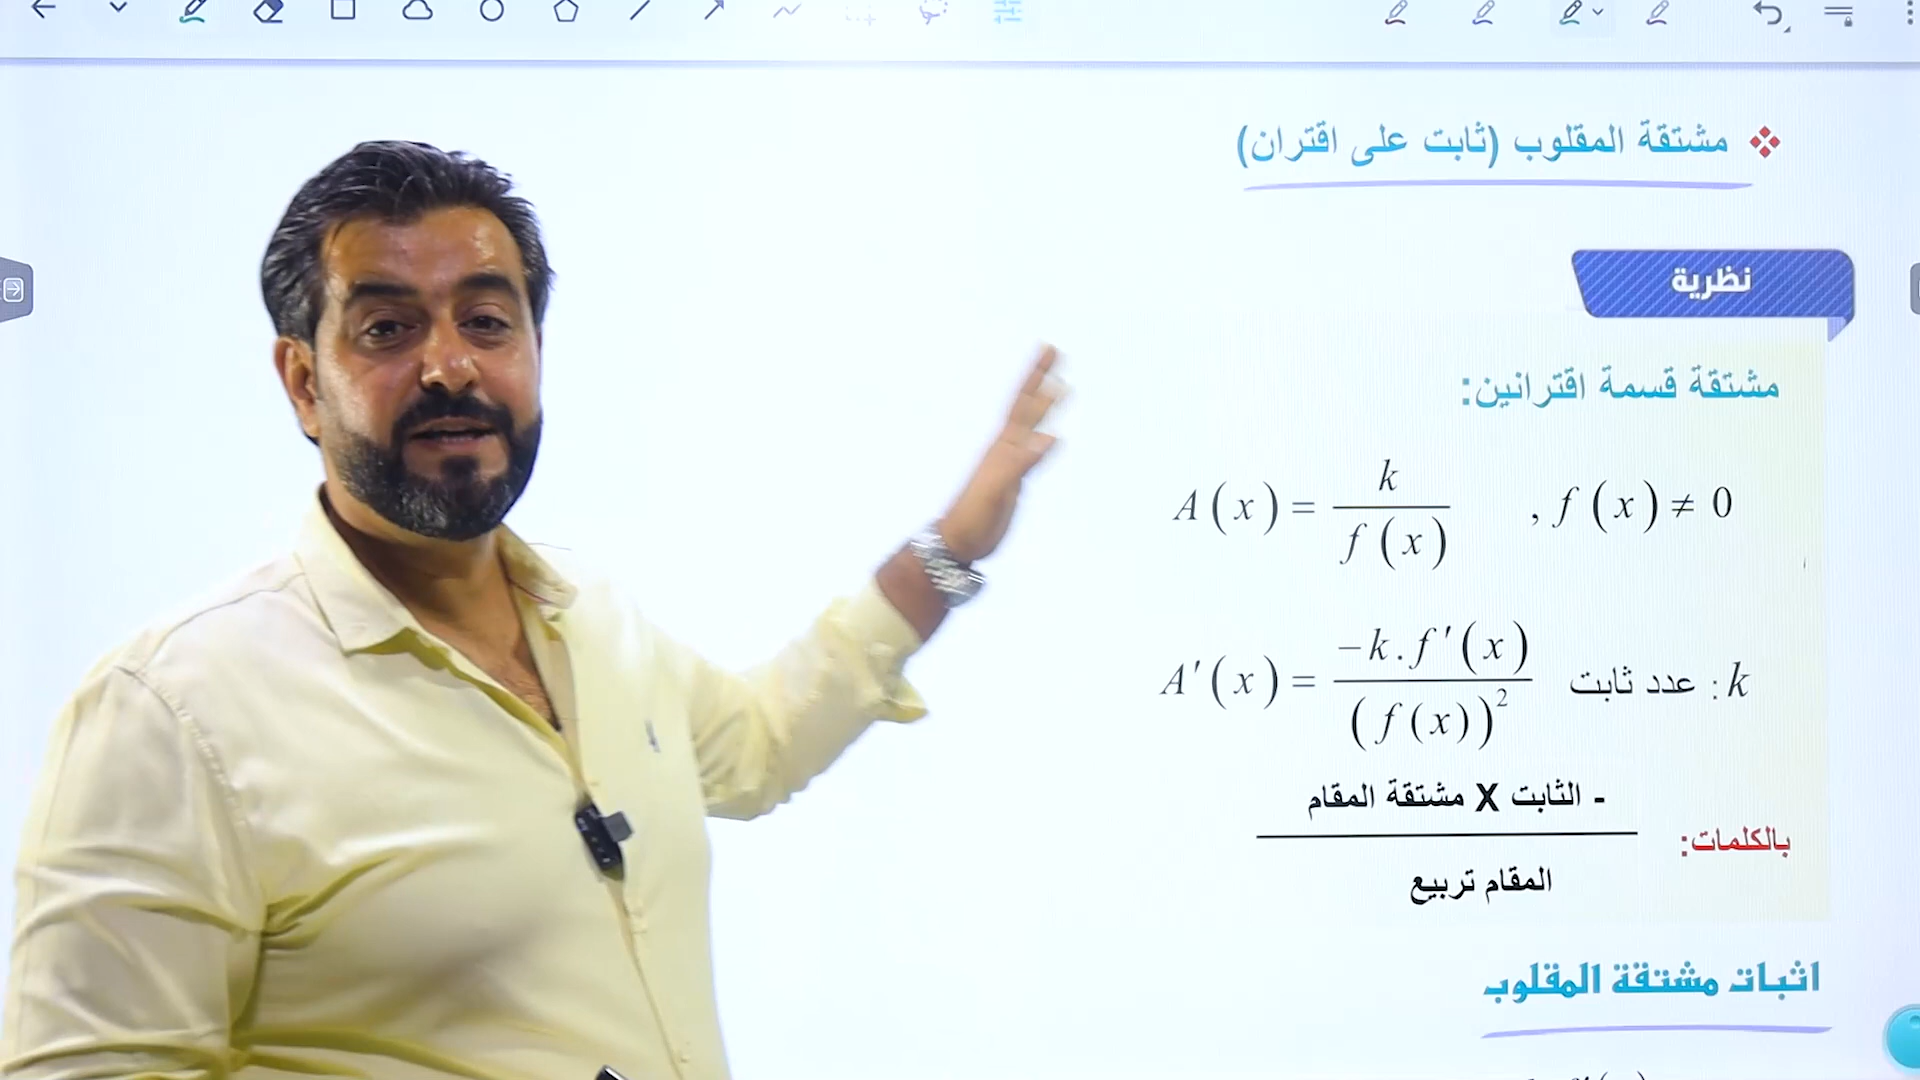 ❖ مشتقة المقلوب (ثابت على اقتران)
نظرية
مشتقة قسمة اقترانين:
A(x) = k / f(x) , f(x) ≠ 0
A′(x) = −k . f′(x) / (f(x))² k : عدد ثابت
- الثابت X مشتقة المقام
بالكلمات:
المقام تربيع
اثبات مشتقة المقلوب